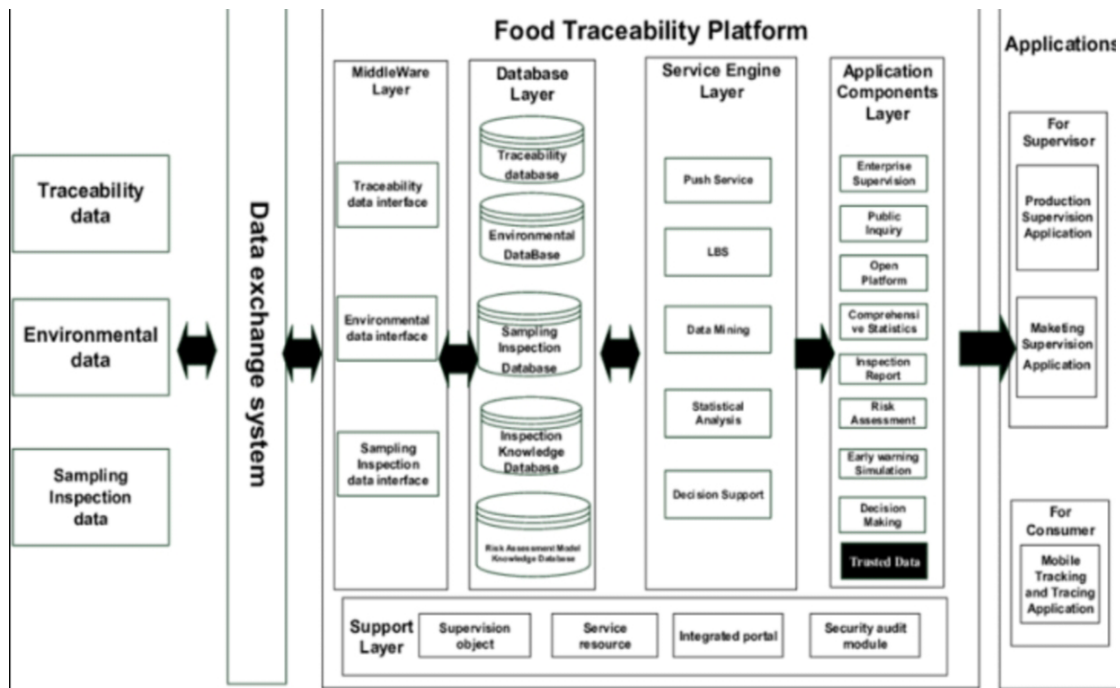 Food Traceability Platform
Applications
Traceability
data
Environmental
data
Sampling
Inspection
data
Data exchange system
MiddleWare
Layer
Traceability
data interface
Environmental
data interface
Sampling
Inspection
data interface
Database
Layer
Traceability
database
Environmental
DataBase
Sampling
Inspection
Database
Inspection
Knowledge
Database
Risk Assessment Model
Knowledge Database
Service Engine
Layer
Push Service
LBS
Data Mining
Statistical
Analysis
Decision Support
Application
Components
Layer
Enterprise
Supervision
Public
Inquiry
Open
Platform
Comprehensi
ve Statistics
Inspection
Report
Risk
Assessment
Early warning
Simulation
Decision
Making
Trusted Data
For
Supervisor
Production
Supervision
Application
Maketing
Supervision
Application
For
Consumer
Mobile
Tracking
and Tracing
Application
Support
Layer
Supervision
object
Service
resource
Integrated portal
Security audit
module